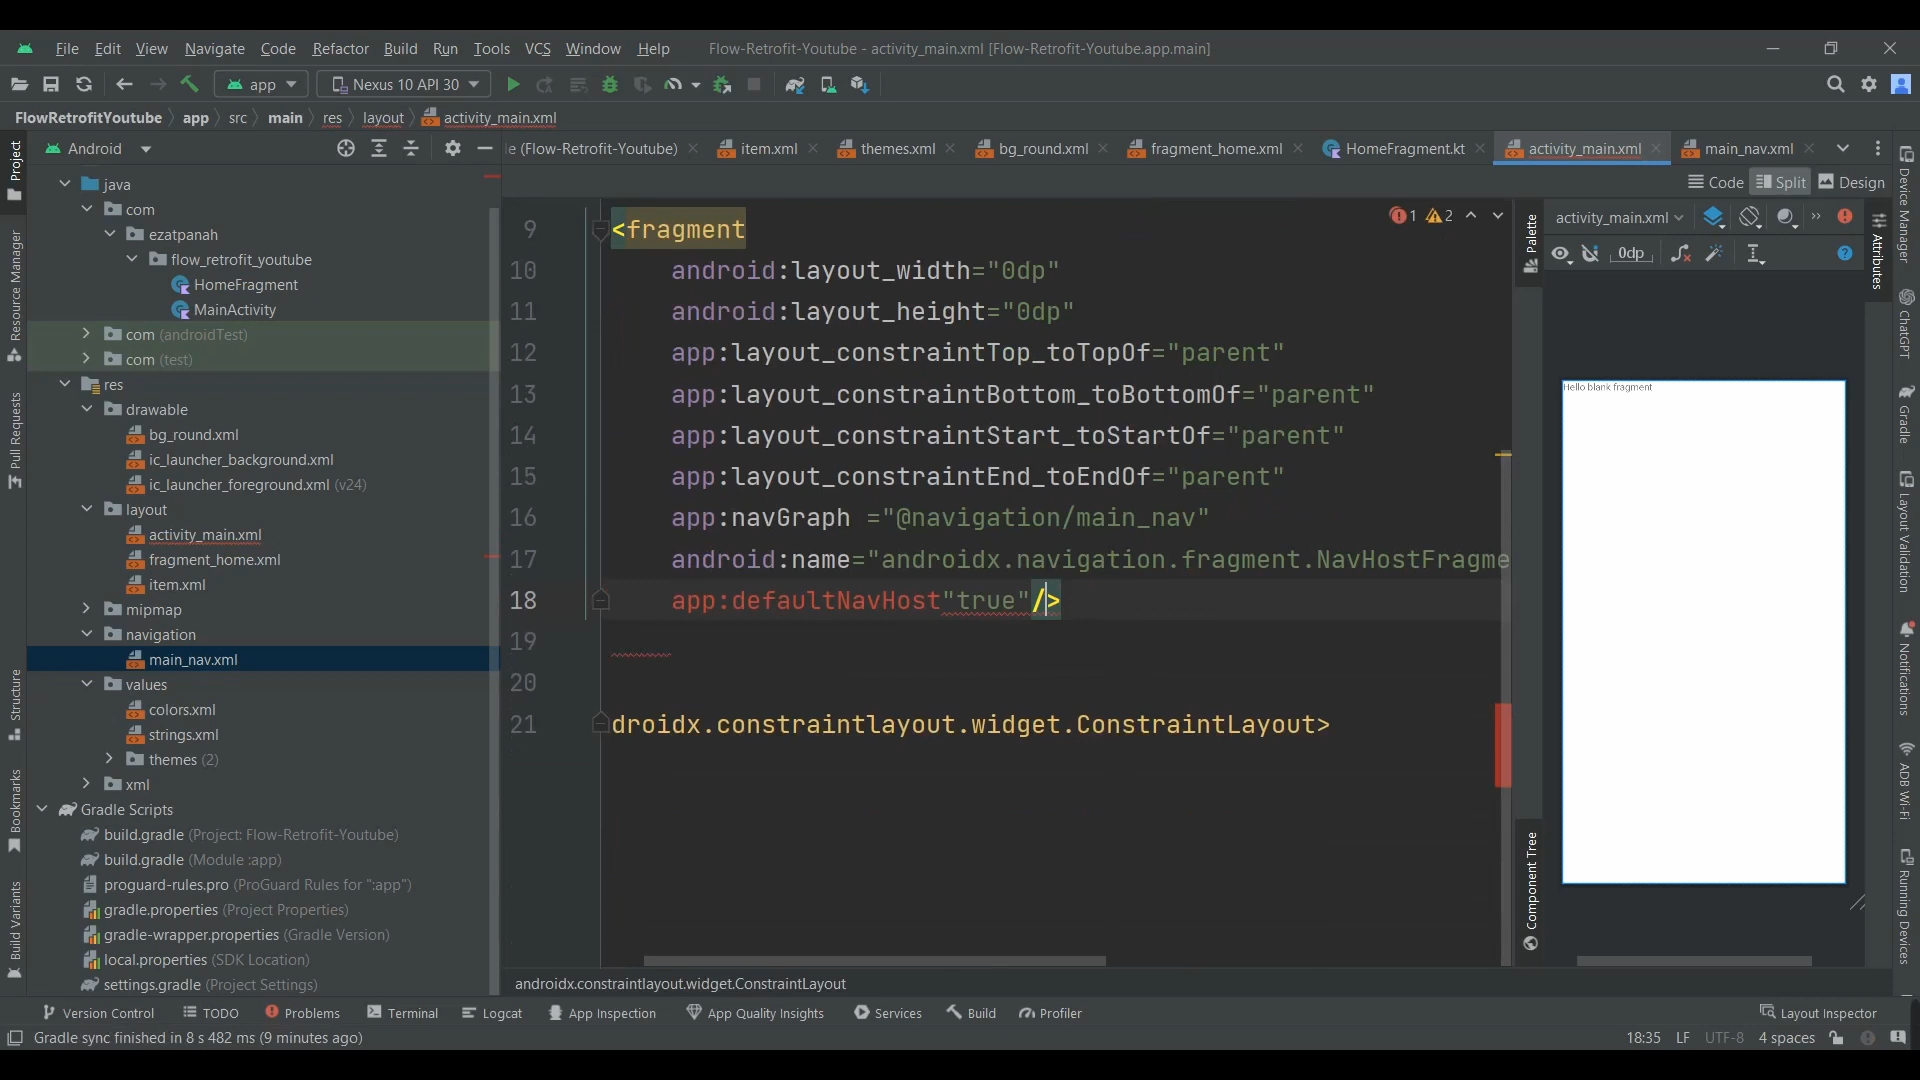 File Edit View Navigate Code Refactor Build Run Tools VCS Window Help Flow-Retrofit-Youtube - activity_main.xml [Flow-Retrofit-Youtube.app.main]
app Nexus 10 API 30
FlowRetrofitYoutube app src main res layout activity_main.xml
Android
le (Flow-Retrofit-Youtube) item.xml themes.xml bg_round.xml fragment_home.xml HomeFragment.kt activity_main.xml main_nav.xml
Code Split Design
Project
Resource Manager
Pull Requests
Structure
Bookmarks
Build Variants
java
com
ezatpanah
flow_retrofit_youtube
HomeFragment
MainActivity
com (androidTest)
com (test)
res
drawable
bg_round.xml
ic_launcher_background.xml
ic_launcher_foreground.xml (v24)
layout
activity_main.xml
fragment_home.xml
item.xml
mipmap
navigation
main_nav.xml
values
colors.xml
strings.xml
themes (2)
xml
Gradle Scripts
build.gradle (Project: Flow-Retrofit-Youtube)
build.gradle (Module :app)
proguard-rules.pro (ProGuard Rules for ":app")
gradle.properties (Project Properties)
gradle-wrapper.properties (Gradle Version)
local.properties (SDK Location)
settings.gradle (Project Settings)
1 2
9 <fragment
10 android:layout_width="0dp"
11 android:layout_height="0dp"
12 app:layout_constraintTop_toTopOf="parent"
13 app:layout_constraintBottom_toBottomOf="parent"
14 app:layout_constraintStart_toStartOf="parent"
15 app:layout_constraintEnd_toEndOf="parent"
16 app:navGraph ="@navigation/main_nav"
17 android:name="androidx.navigation.fragment.NavHostFragme
18 app:defaultNavHost"true"/>
19
20
21 droidx.constraintlayout.widget.ConstraintLayout>
androidx.constraintlayout.widget.ConstraintLayout
Palette
Component Tree
activity_main.xml
0dp
Hello blank fragment
Attributes
Device Manager
ChatGPT
Gradle
Layout Validation
Notifications
ADB Wi-Fi
Running Devices
Version Control TODO Problems Terminal Logcat App Inspection App Quality Insights Services Build Profiler Layout Inspector
Gradle sync finished in 8 s 482 ms (9 minutes ago) 18:35 LF UTF-8 4 spaces